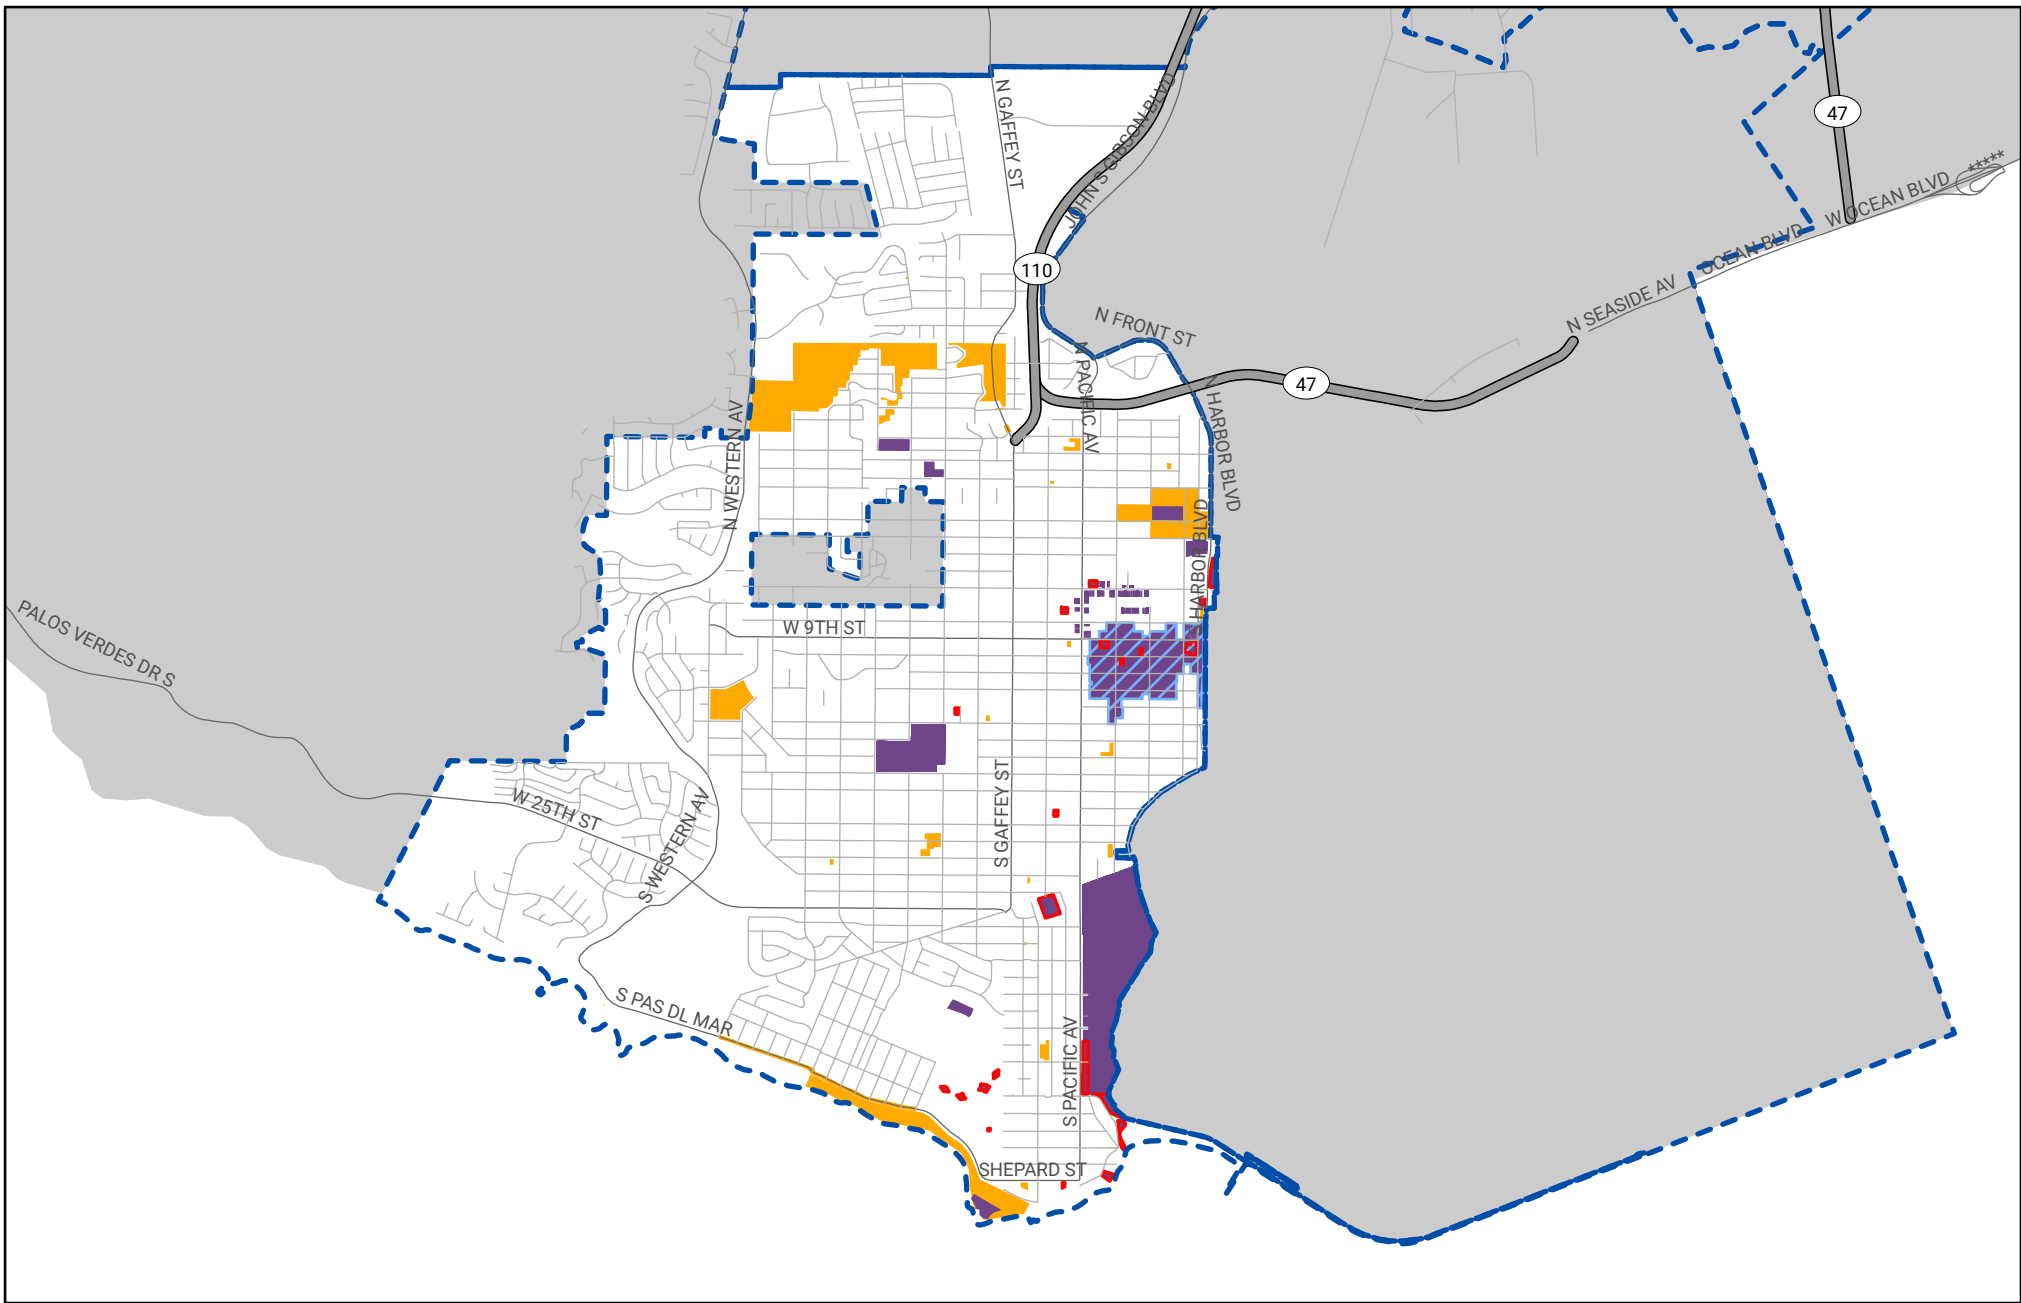 47
N GAFFEY ST
JOHN S GIBSON BLVD
*****
W OCEAN BLVD
OCEAN BLVD
110
N SEASIDE AV
N FRONT ST
N PACIFIC AV
47
N HARBOR BLVD
N WESTERN AV
S HARBOR BLVD
PALOS VERDES DR S
W 9TH ST
W 25TH ST
S WESTERN AV
S GAFFEY ST
S PAS DL MAR
S PACIFIC AV
SHEPARD ST